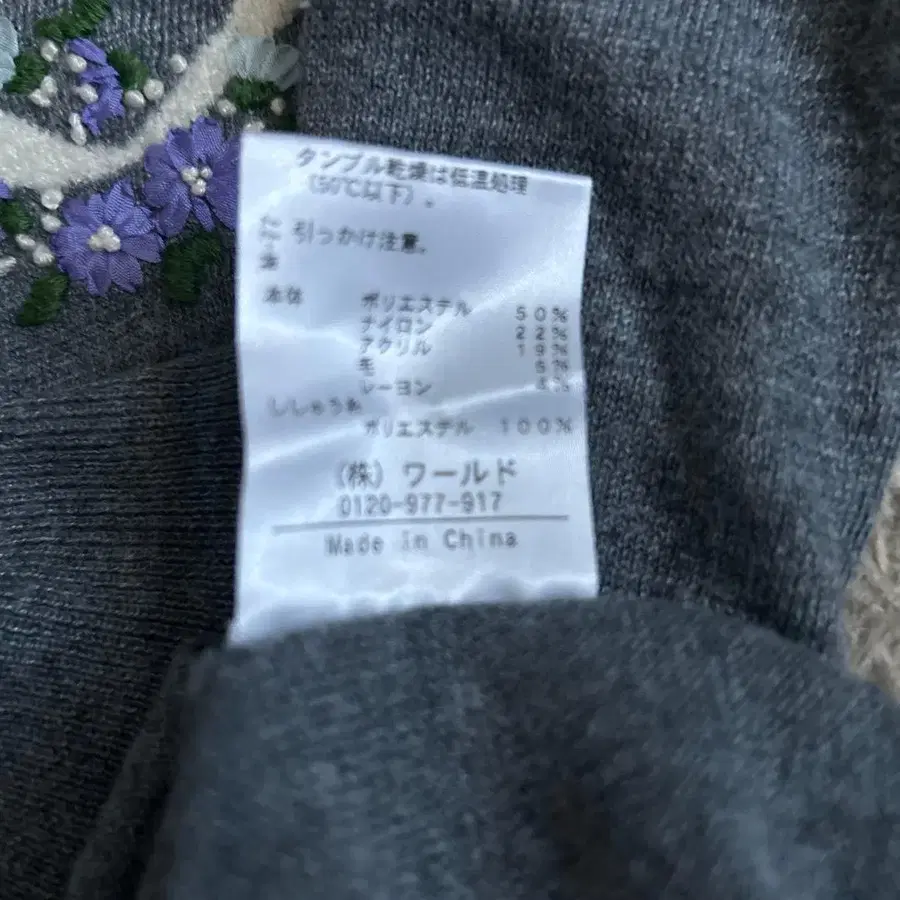 タンブル乾燥は低温処理
(50℃以下)。
引っかけ注意。
本体
ポリエステル 50%
ナイロン 22%
アクリル 19%
毛
レーヨン
ししゅう糸
ポリエステル 100%
(株) ワールド
0120-977-917
Made in China